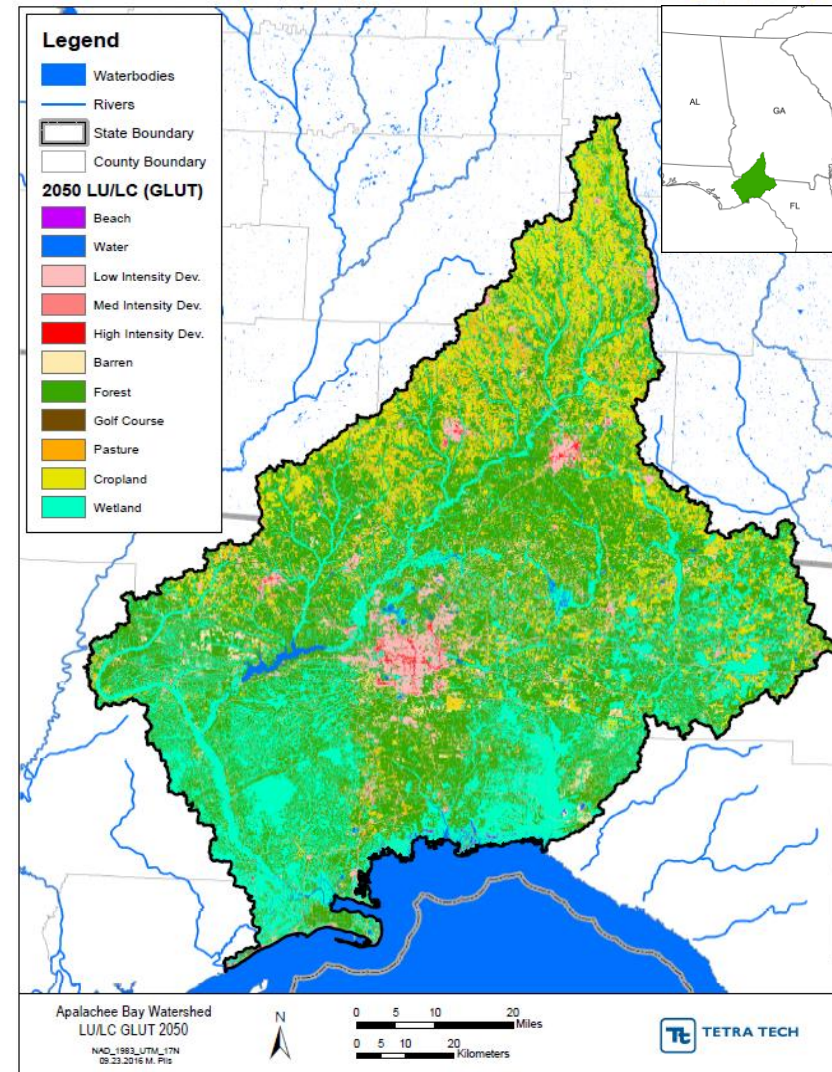 Legend
Waterbodies
Rivers
State Boundary
County Boundary
2050 LU/LC (GLUT)
Beach
Water
Low Intensity Dev.
Med Intensity Dev.
High Intensity Dev.
Barren
Forest
Golf Course
Pasture
Cropland
Wetland
AL
GA
FL
Apalachee Bay Watershed
LU/LC GLUT 2050
NAD_1983_UTM_17N
09.23.2016 M. Plis
N
0 5 10 20
Miles
0 5 10 20
Kilometers
Tt TETRA TECH